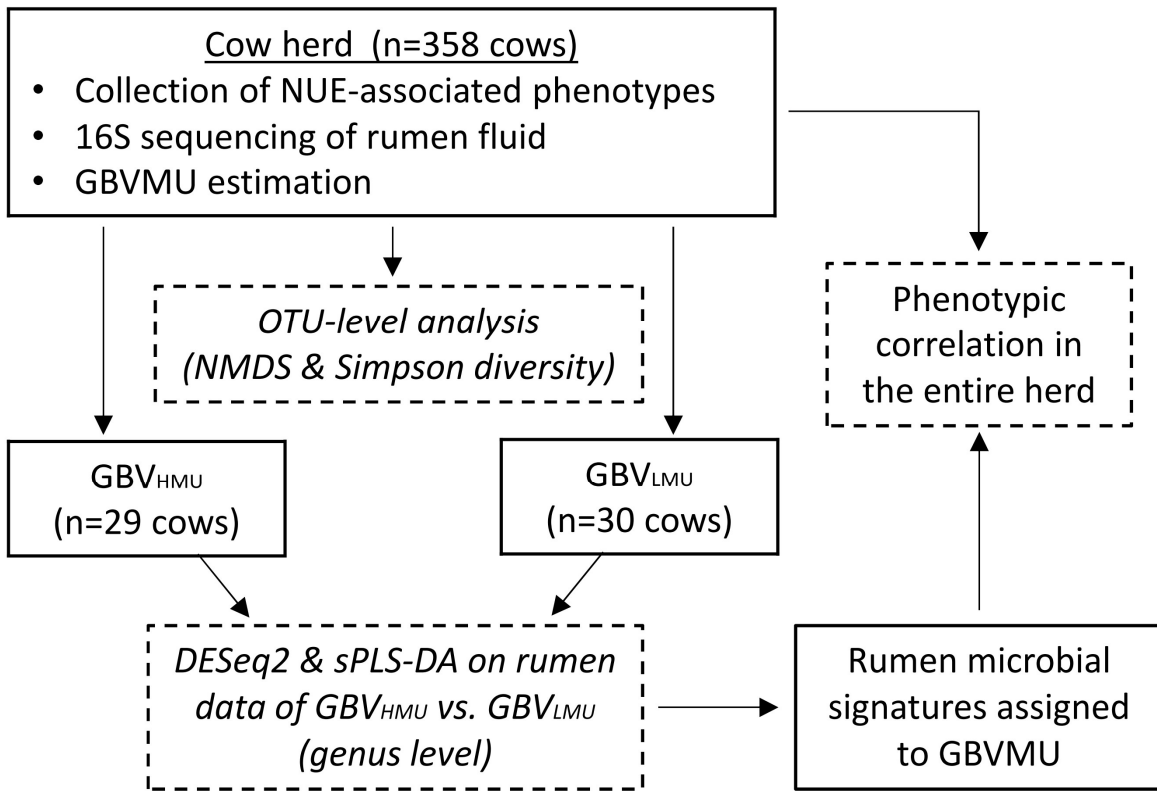 Cow herd (n=358 cows)
• Collection of NUE-associated phenotypes
• 16S sequencing of rumen fluid
• GBVMU estimation
OTU-level analysis
(NMDS & Simpson diversity)
Phenotypic
correlation in
the entire herd
GBVHMU
(n=29 cows)
GBVLMU
(n=30 cows)
DESeq2 & sPLS-DA on rumen
data of GBVHMU vs. GBVLMU
(genus level)
Rumen microbial
signatures assigned
to GBVMU